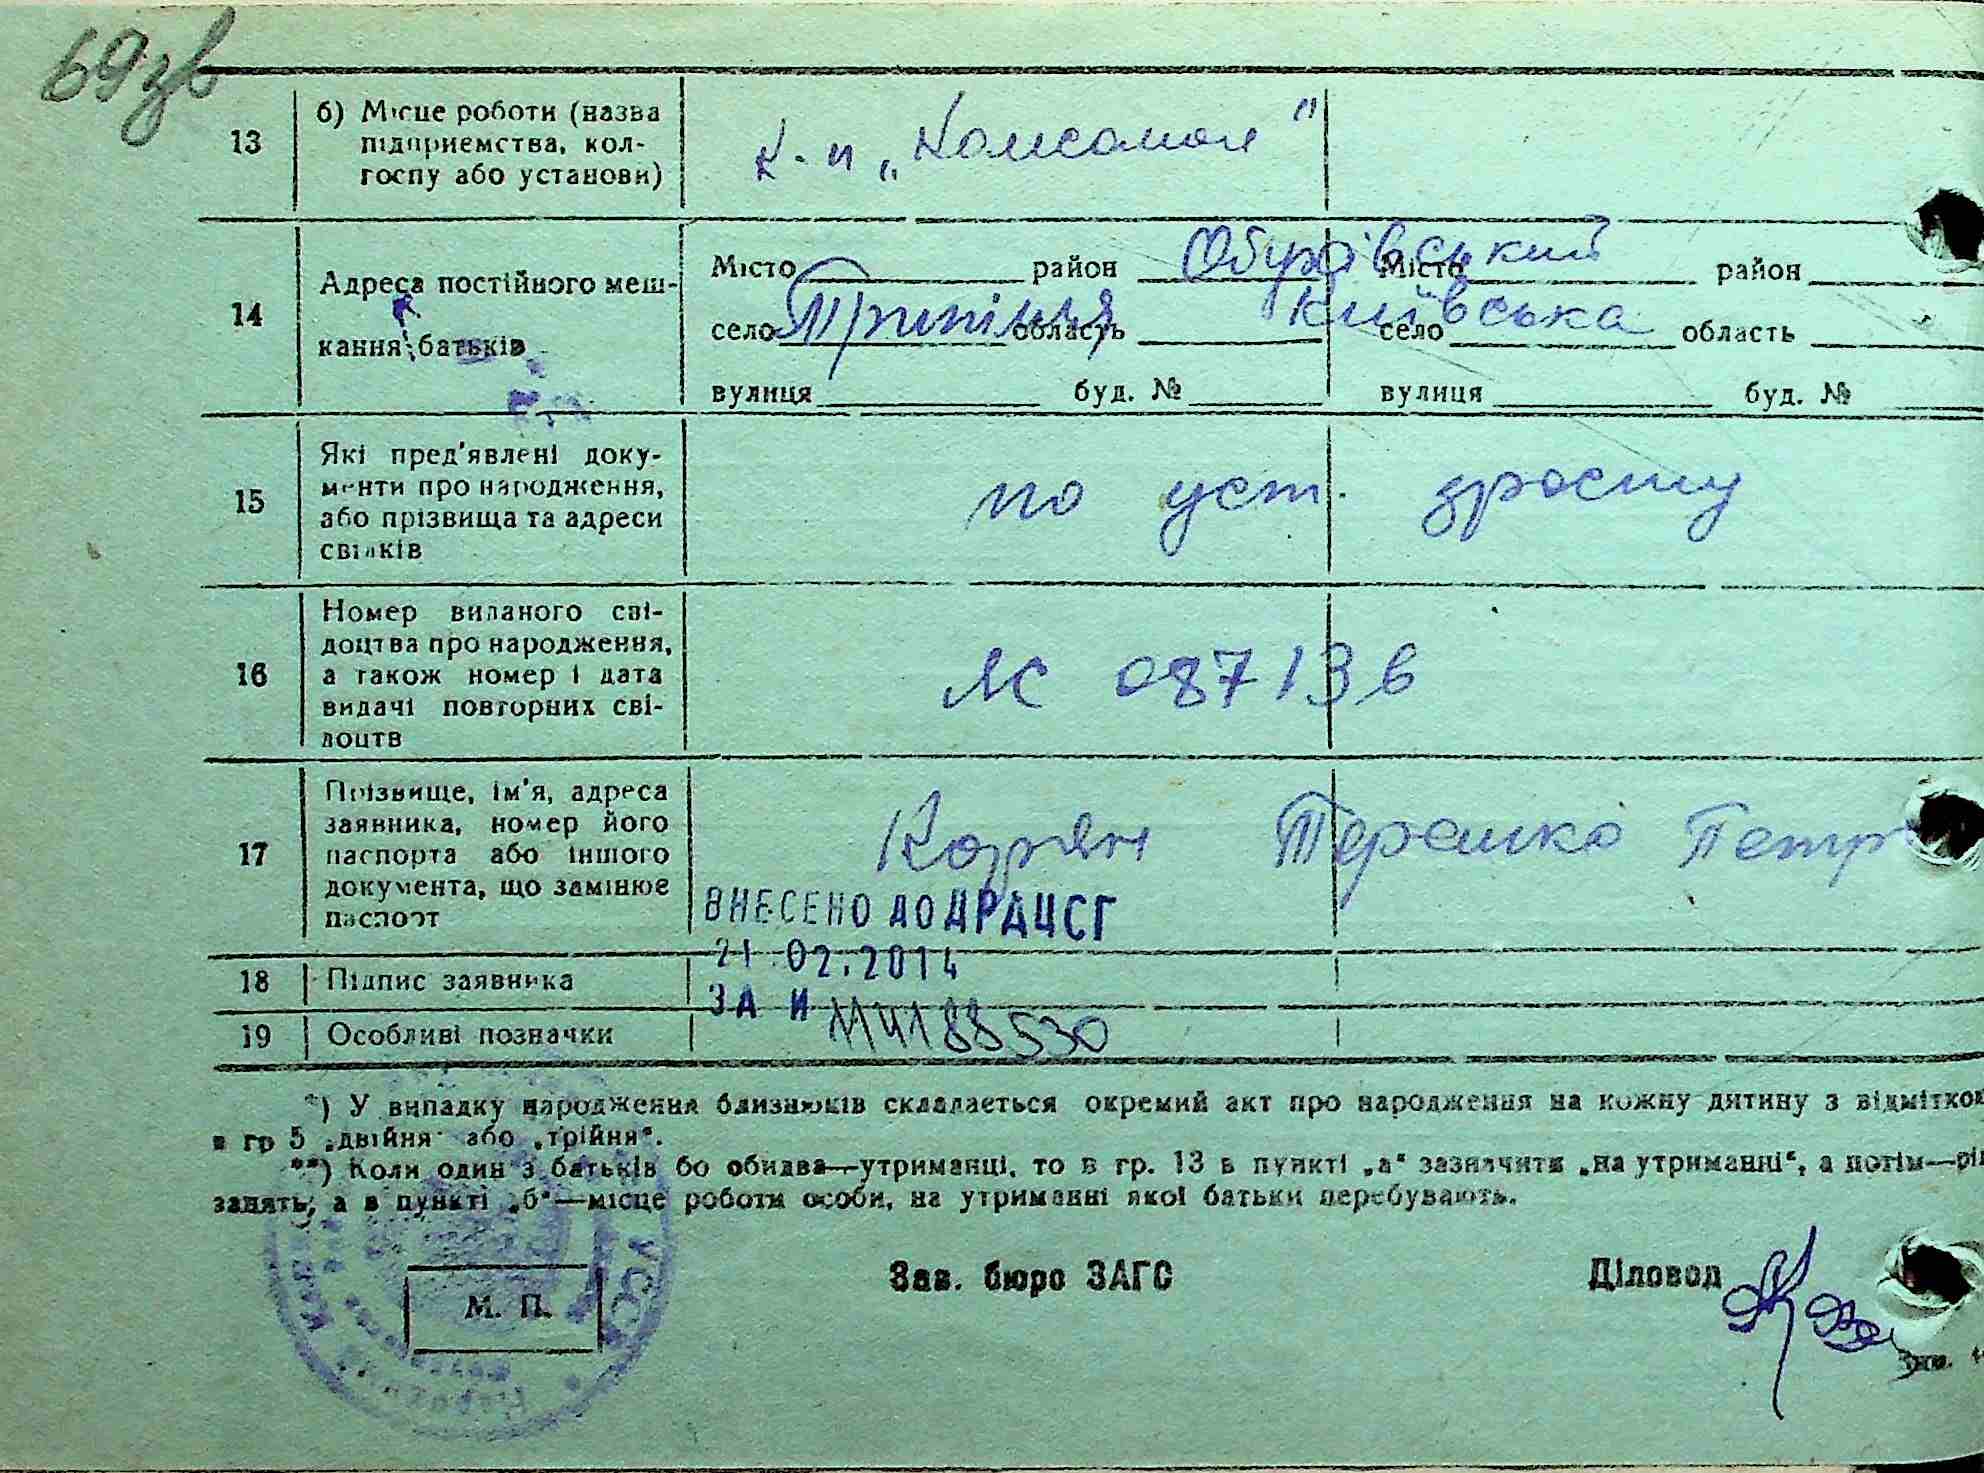 69зв
13 б) Місце роботи (назва
підприємства, кол-
госпу або установи)
к-п „Комсомол"
14 Адреса постійного меш-
кання батьків
Місто район Обухівський Місто район
село Трипілля область Київська село область
вулиця буд. № вулиця буд. №
15 Які пред'явлені доку-
менти про народження,
або прізвища та адреси
свідків
по уст. зросту
16 Номер виданого сві-
доцтва про народження,
а також номер і дата
видачі повторних сві-
доцтв
ЯС 087136
17 Прізвище, ім'я, адреса
заявника, номер його
паспорта або іншого
документа, що замінює
паспорт
Корян Терешко Петр
ВНЕСЕНО ДО ДРАЦСГ
21.02.2014
18 Підпис заявника
ЗА И 114188530
19 Особливі позначки
*) У випадку народження близнюків складається окремий акт про народження на кожну дитину з відміткою
в гр 5 „двійня" або „трійня".
**) Коли один з батьків бо обидва—утриманці, то в гр. 13 в пункті „а" зазначити „на утриманні", а потім—рід
занять, а в пункті „б"—місце роботи особи, на утриманні якої батьки перебувають.
Зав. бюро ЗАГС Діловод
М. П.
УССР
Зам.